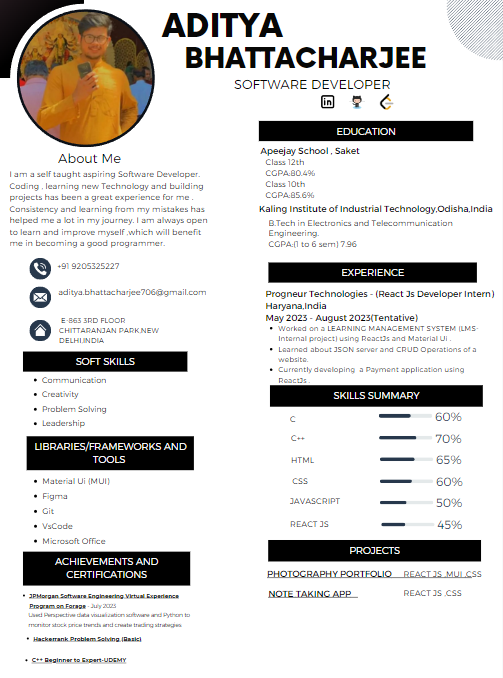 ADITYA
BHATTACHARJEE
SOFTWARE DEVELOPER
in
About Me
I am a self taught aspiring Software Developer.
Coding , learning new Technology and building
projects has been a great experience for me .
Consistency and learning from my mistakes has
helped me a lot in my journey. I am always open
to learn and improve myself ,which will benefit
me in becoming a good programmer.
+91 9205325227
aditya.bhattacharjee706@gmail.com
E-863 3RD FLOOR
CHITTARANJAN PARK,NEW
DELHI,INDIA
SOFT SKILLS
Communication
Creativity
Problem Solving
Leadership
LIBRARIES/FRAMEWORKS AND
TOOLS
Material Ui (MUI)
Figma
Git
VsCode
Microsoft Office
ACHIEVEMENTS AND
CERTIFICATIONS
JPMorgan Software Engineering Virtual Experience
Program on Forage - July 2023
Used Perspective data visualization software and Python to
monitor stock price trends and create trading strategies.
Hackerrank Problem Solving (Basic)
C++ Beginner to Expert-UDEMY
EDUCATION
Apeejay School , Saket
Class 12th
CGPA:80.4%
Class 10th
CGPA:85.6%
Kaling Institute of Industrial Technology,Odisha,India
B.Tech in Electronics and Telecommunication
Engineering.
CGPA:(1 to 6sem) 7.96
EXPERIENCE
Progneur Technologies - (React Js Developer Intern)
Haryana,India
May 2023 - August 2023(Tentative)
Worked on a LEARNING MANAGEMENT SYSTEM (LMS-
Internal project) using ReactJs and Material Ui .
Learned about JSON server and CRUD Operations of a
website.
Currently developing a Payment application using
ReactJs .
SKILLS SUMMARY
C 60%
C++ 70%
HTML 65%
CSS 60%
JAVASCRIPT 50%
REACT JS 45%
PROJECTS
PHOTOGRAPHY PORTFOLIO REACT JS ,MUI ,CSS
NOTE TAKING APP REACT JS ,CSS